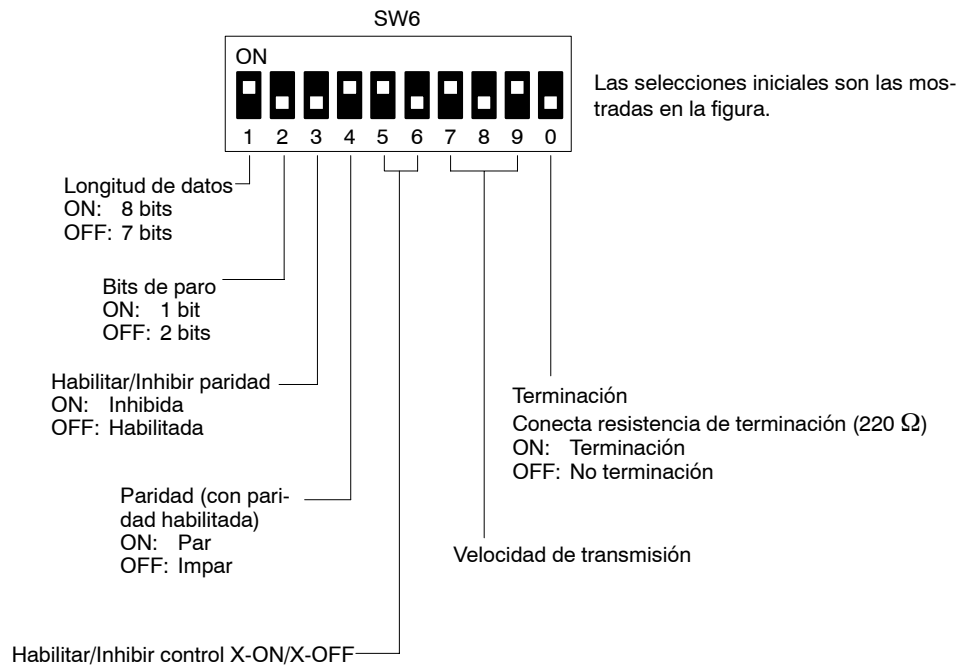 SW6
ON
1 2 3 4 5 6 7 8 9 0
Las selecciones iniciales son las mos-
tradas en la figura.
Longitud de datos
ON: 8 bits
OFF: 7 bits
Bits de paro
ON: 1 bit
OFF: 2 bits
Habilitar/Inhibir paridad
ON: Inhibida
OFF: Habilitada
Terminación
Conecta resistencia de terminación (220 Ω)
ON: Terminación
OFF: No terminación
Paridad (con pari-
dad habilitada)
ON: Par
OFF: Impar
Velocidad de transmisión
Habilitar/Inhibir control X-ON/X-OFF